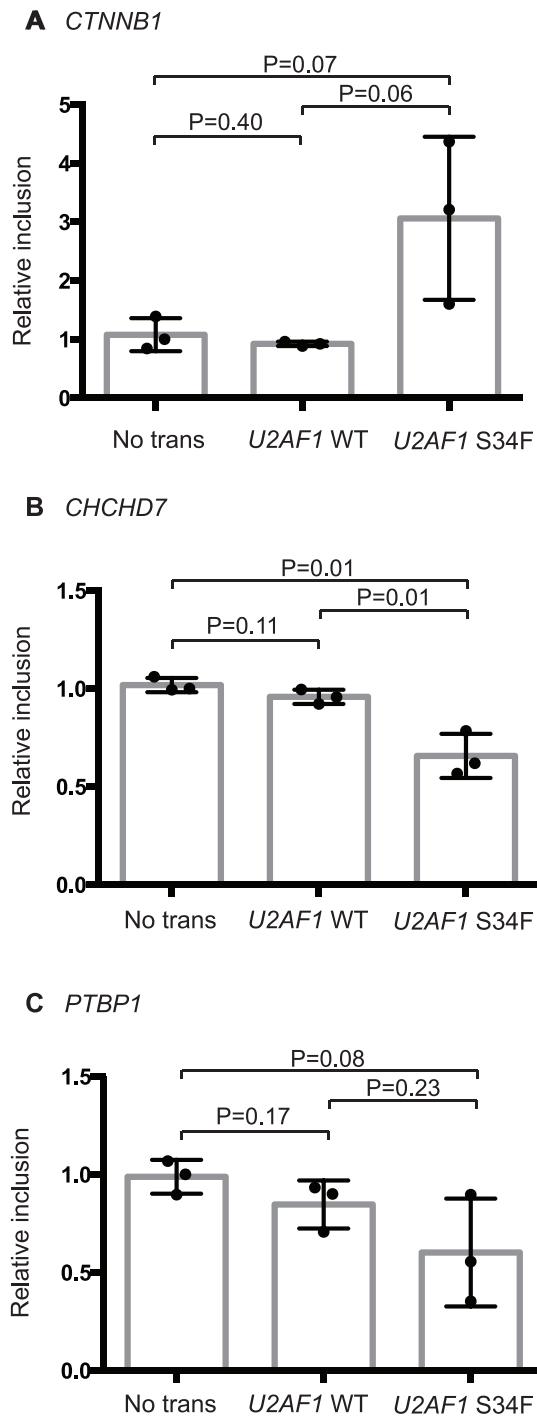 A CTNNB1
P=0.07
P=0.06
P=0.40
5
4
3
2
1
0
Relative inclusion
No trans U2AF1 WT U2AF1 S34F
B CHCHD7
P=0.01
P=0.01
P=0.11
1.5
1.0
0.5
0.0
Relative inclusion
No trans U2AF1 WT U2AF1 S34F
C PTBP1
P=0.08
P=0.23
P=0.17
1.5
1.0
0.5
0.0
Relative inclusion
No trans U2AF1 WT U2AF1 S34F